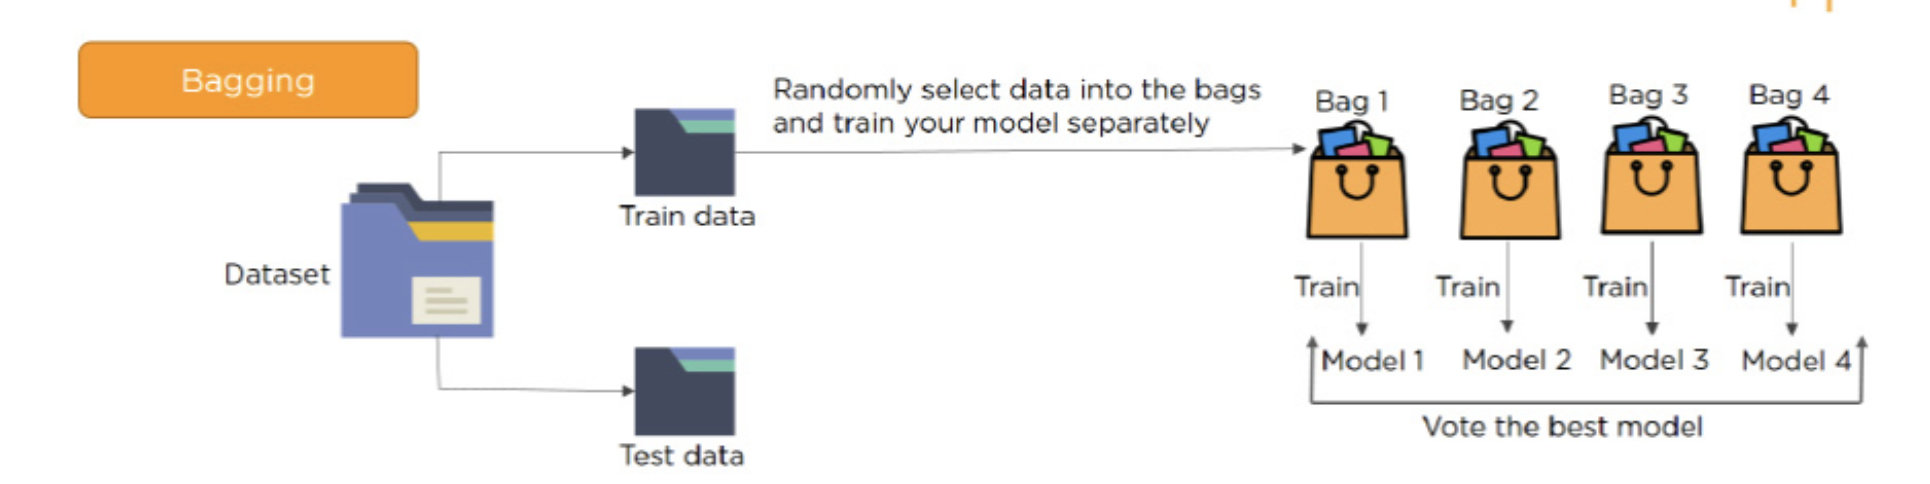 Bagging
Randomly select data into the bags
and train your model separately
Bag 1
Bag 2
Bag 3
Bag 4
Train data
Dataset
Train
Train
Train
Train
Model 1
Model 2
Model 3
Model 4
Vote the best model
Test data